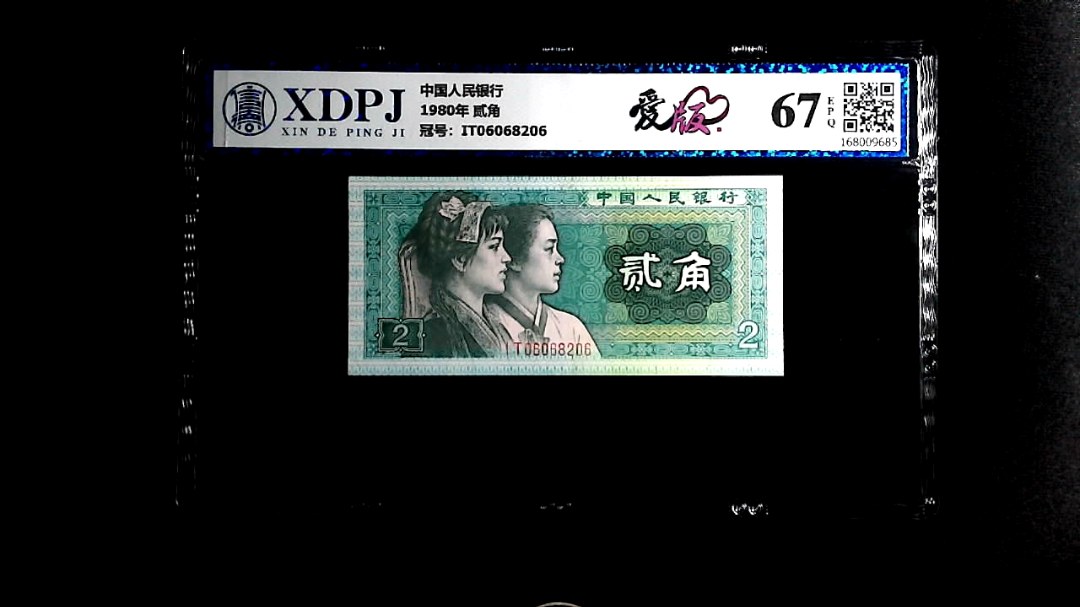 XDPJ
XIN DE PING JI
中国人民银行
1980年 贰角
冠号：IT06068206
爱版
67
EPQ
168009685
中国人民银行
贰角
2
2
IT06068206